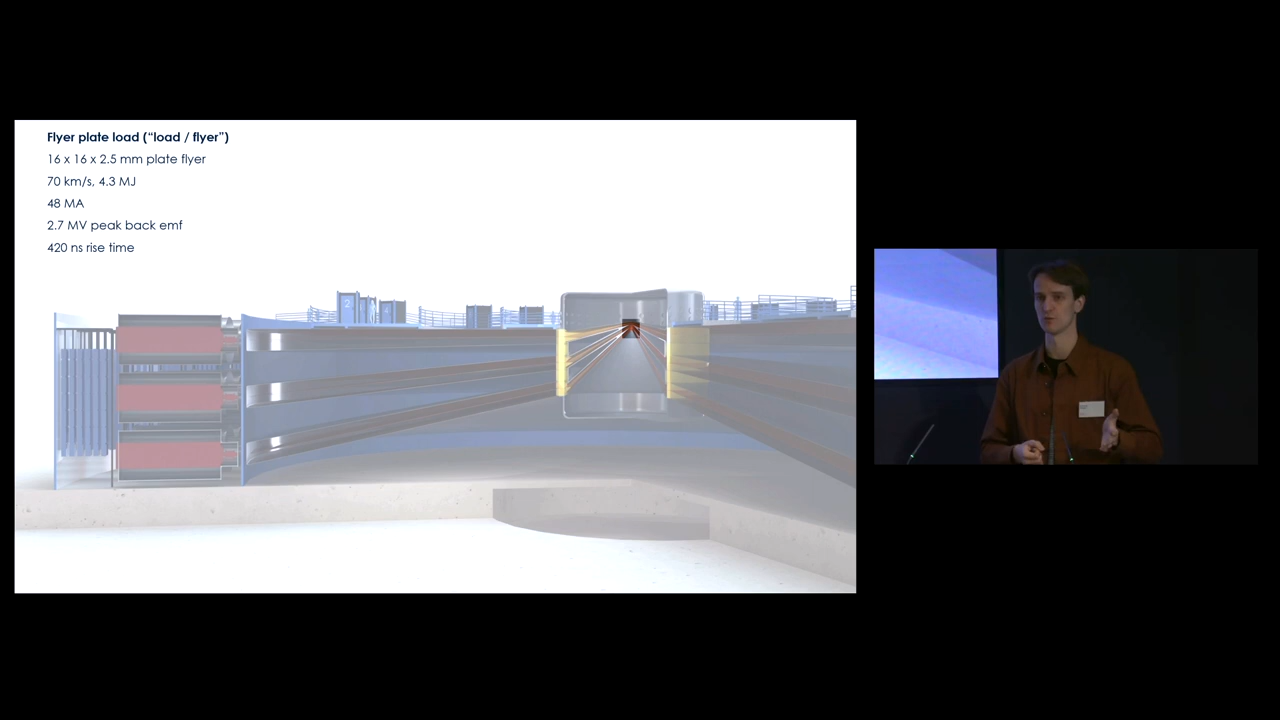 Flyer plate load (“load / flyer”)
16 x 16 x 2.5 mm plate flyer
70 km/s, 4.3 MJ
48 MA
2.7 MV peak back emf
420 ns rise time
2